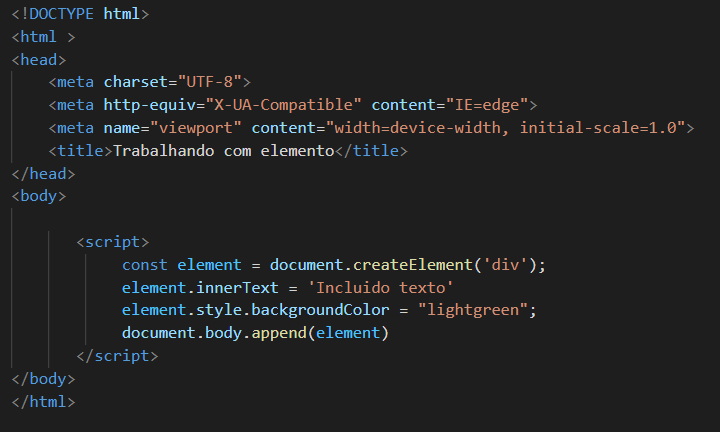 <!DOCTYPE html>
<html >
<head>
    <meta charset="UTF-8">
    <meta http-equiv="X-UA-Compatible" content="IE=edge">
    <meta name="viewport" content="width=device-width, initial-scale=1.0">
    <title>Trabalhando com elemento</title>
</head>
<body>
       <script>
            const element = document.createElement('div');
            element.innerText = 'Incluido texto'
            element.style.backgroundColor = "lightgreen";
            document.body.append(element)
       </script>
</body>
</html>